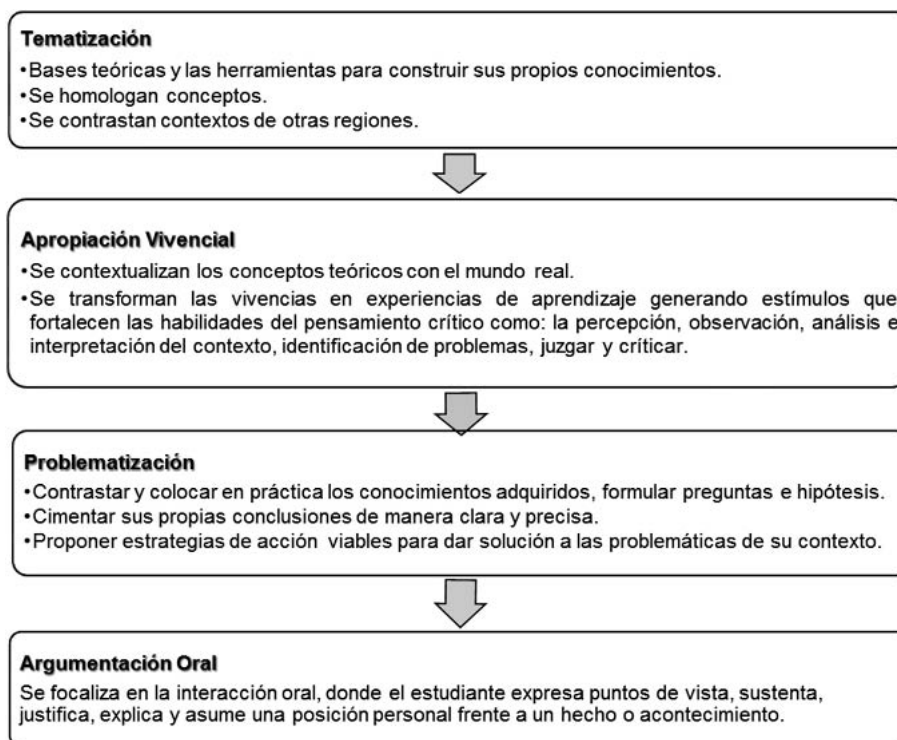 Tematización
•Bases teóricas y las herramientas para construir sus propios conocimientos.
•Se homologan conceptos.
•Se contrastan contextos de otras regiones.
Apropiación Vivencial
•Se contextualizan los conceptos teóricos con el mundo real.
•Se transforman las vivencias en experiencias de aprendizaje generando estímulos que
fortalecen las habilidades del pensamiento crítico como: la percepción, observación, análisis e
interpretación del contexto, identificación de problemas, juzgar y críticar.
Problematización
•Contrastar y colocar en práctica los conocimientos adquiridos, formular preguntas e hipótesis.
•Cimentar sus propias conclusiones de manera clara y precisa.
•Proponer estrategias de acción viables para dar solución a las problemáticas de su contexto.
Argumentación Oral
Se focaliza en la interacción oral, donde el estudiante expresa puntos de vista, sustenta,
justifica, explica y asume una posición personal frente a un hecho o acontecimiento.